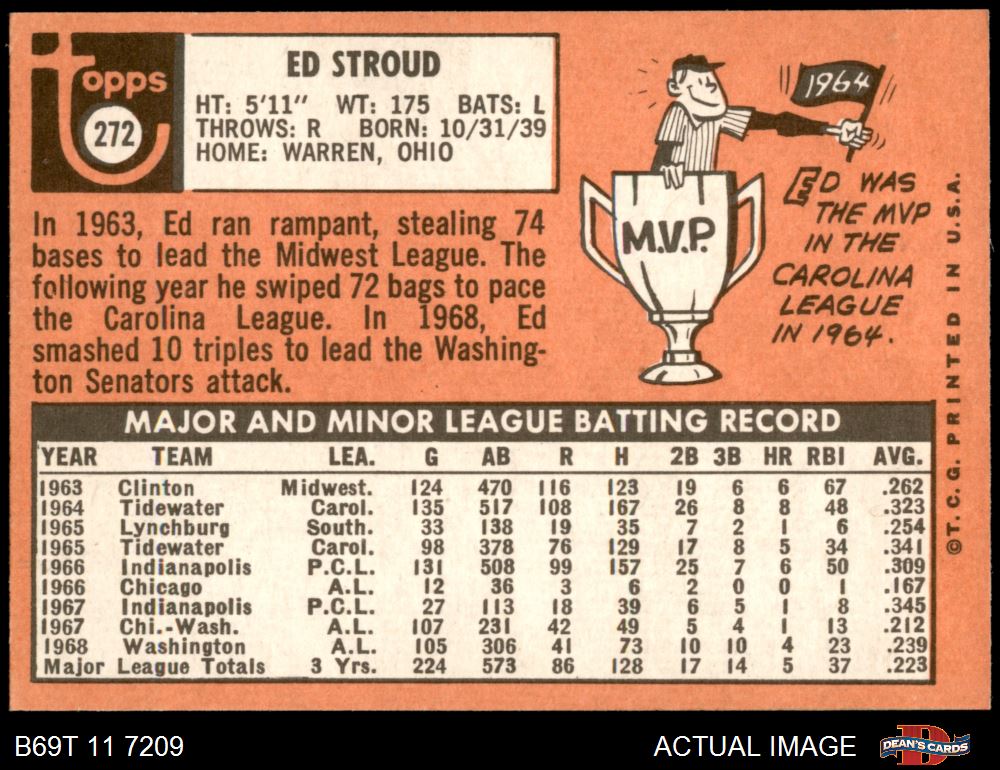 topps
272
ED STROUD
HT: 5'11" WT: 175 BATS: L
THROWS: R BORN: 10/31/39
HOME: WARREN, OHIO
In 1963, Ed ran rampant, stealing 74
bases to lead the Midwest League. The
following year he swiped 72 bags to pace
the Carolina League. In 1968, Ed
smashed 10 triples to lead the Washing-
ton Senators attack.
1964
M.V.P.
ED WAS
THE MVP
IN THE
CAROLINA
LEAGUE
IN 1964.
©T.C.G. PRINTED IN U.S.A.
MAJOR AND MINOR LEAGUE BATTING RECORD
YEAR TEAM LEA. G AB R H 2B 3B HR RBI AVG.
1963 Clinton Midwest. 124 470 116 123 19 6 6 67 .262
1964 Tidewater Carol. 135 517 108 167 26 8 8 48 .323
1965 Lynchburg South. 33 138 19 35 7 2 1 6 .254
1965 Tidewater Carol. 98 378 76 129 17 8 5 34 .341
1966 Indianapolis P.C.L. 131 508 99 157 25 7 6 50 .309
1966 Chicago A.L. 12 36 3 6 2 0 0 1 .167
1967 Indianapolis P.C.L. 27 113 18 39 6 5 1 8 .345
1967 Chi.-Wash. A.L. 107 231 42 49 5 4 1 13 .212
1968 Washington A.L. 105 306 41 73 10 10 4 23 .239
Major League Totals 3 Yrs. 224 573 86 128 17 14 5 37 .223
B69T 11 7209
ACTUAL IMAGE
DEAN'S CARDS